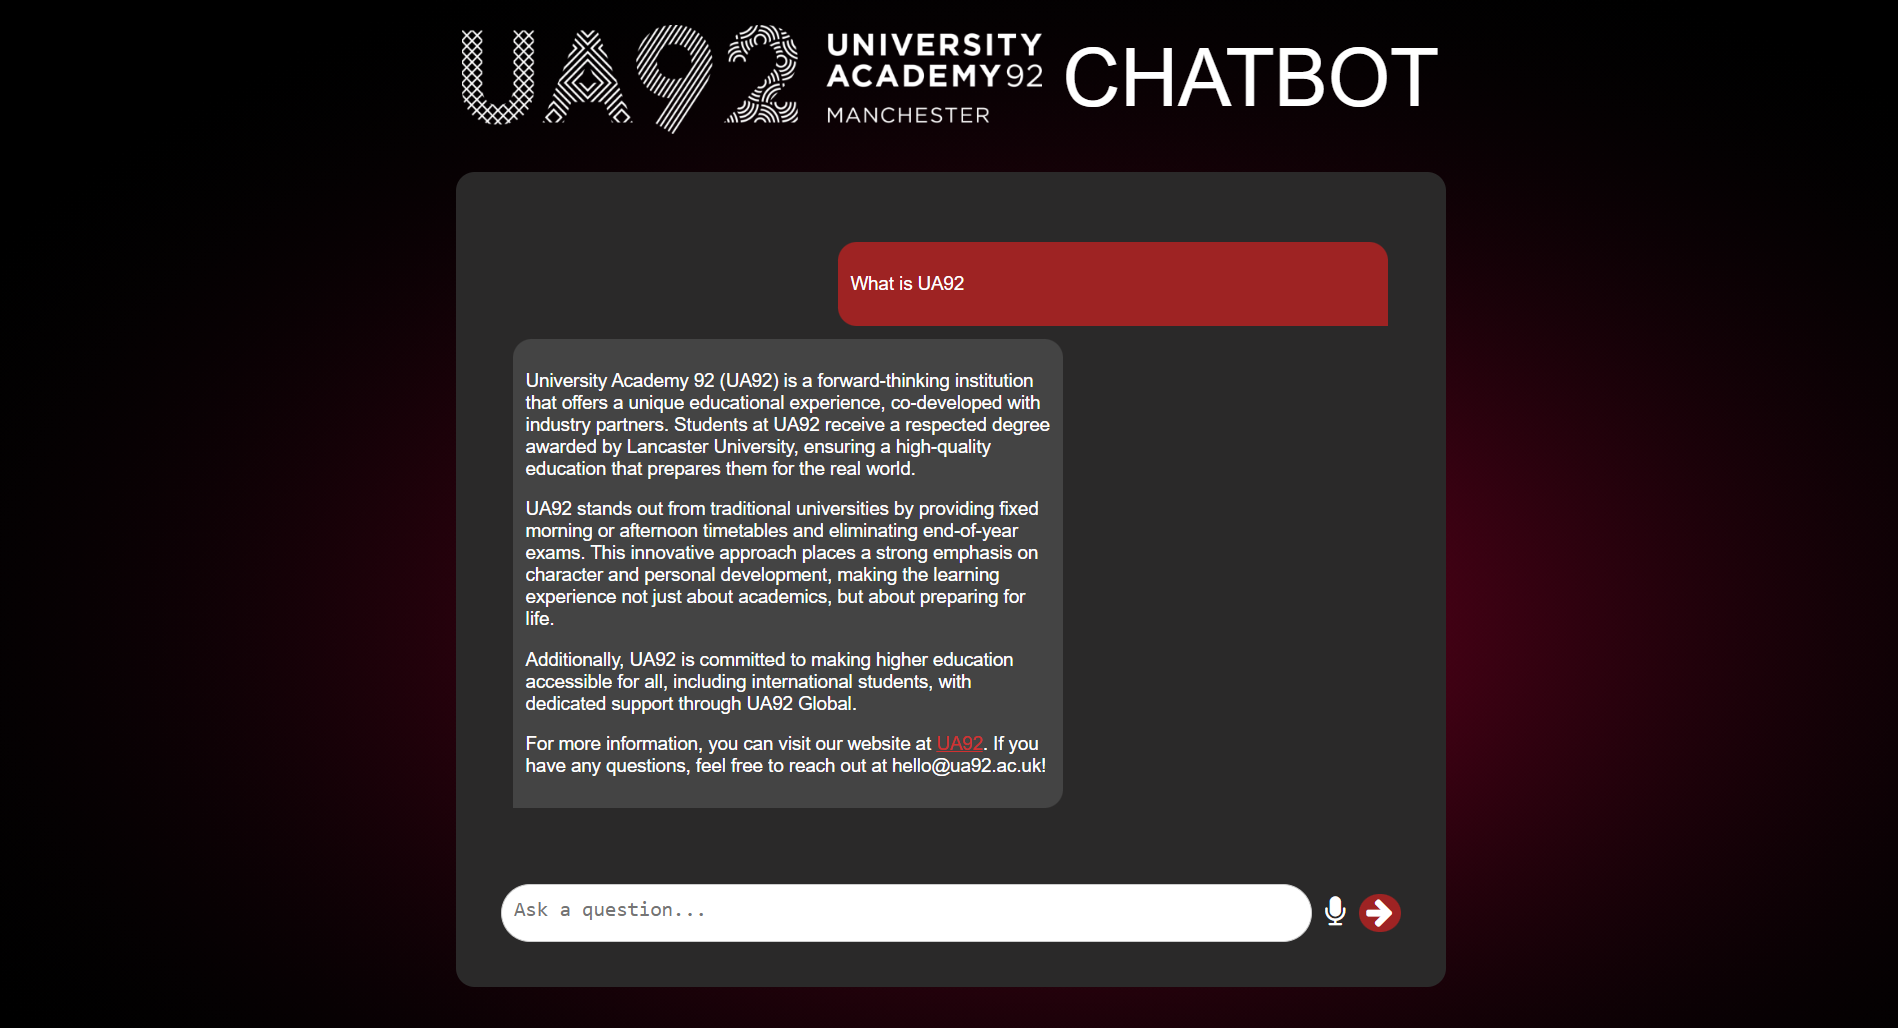 UA92
UNIVERSITY
ACADEMY 92
MANCHESTER
CHATBOT
What is UA92
University Academy 92 (UA92) is a forward-thinking institution
that offers a unique educational experience, co-developed with
industry partners. Students at UA92 receive a respected degree
awarded by Lancaster University, ensuring a high-quality
education that prepares them for the real world.
UA92 stands out from traditional universities by providing fixed
morning or afternoon timetables and eliminating end-of-year
exams. This innovative approach places a strong emphasis on
character and personal development, making the learning
experience not just about academics, but about preparing for
life.
Additionally, UA92 is committed to making higher education
accessible for all, including international students, with
dedicated support through UA92 Global.
For more information, you can visit our website at UA92. If you
have any questions, feel free to reach out at hello@ua92.ac.uk!
Ask a question...